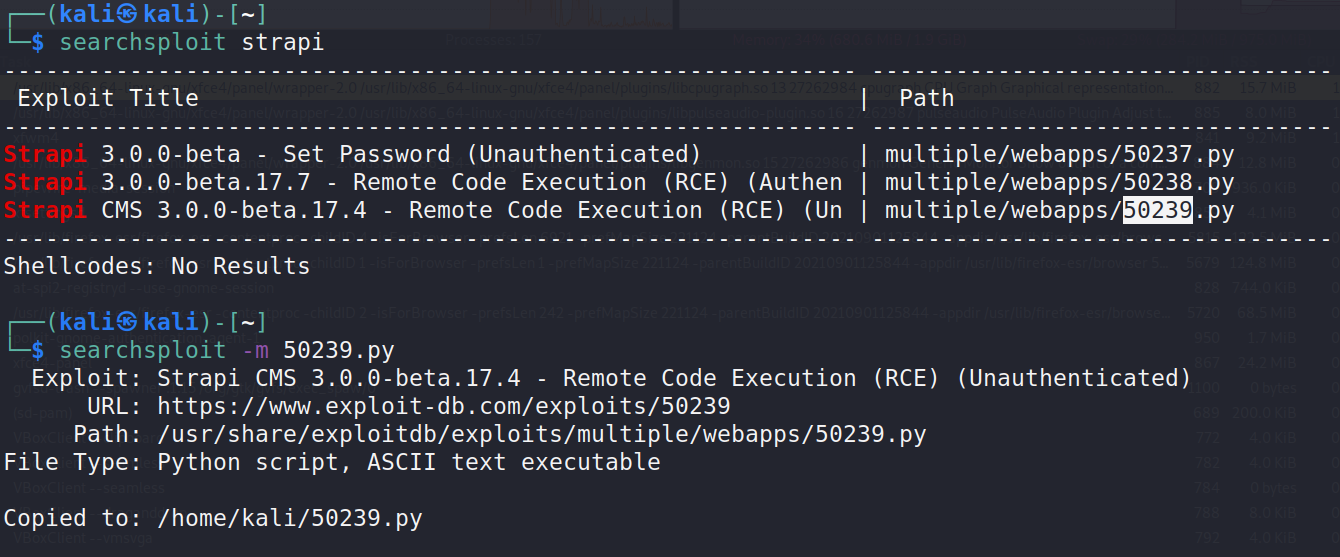 ┌──(kali㉿kali)-[~]
└─$ searchsploit strapi
------------------------------------------------------------- ---------------------------------
Exploit Title | Path
------------------------------------------------------------- ---------------------------------
Strapi 3.0.0-beta - Set Password (Unauthenticated) | multiple/webapps/50237.py
Strapi 3.0.0-beta.17.7 - Remote Code Execution (RCE) (Authen | multiple/webapps/50238.py
Strapi CMS 3.0.0-beta.17.4 - Remote Code Execution (RCE) (Un | multiple/webapps/50239.py
------------------------------------------------------------- ---------------------------------
Shellcodes: No Results
┌──(kali㉿kali)-[~]
└─$ searchsploit -m 50239.py
Exploit: Strapi CMS 3.0.0-beta.17.4 - Remote Code Execution (RCE) (Unauthenticated)
URL: https://www.exploit-db.com/exploits/50239
Path: /usr/share/exploitdb/exploits/multiple/webapps/50239.py
File Type: Python script, ASCII text executable
Copied to: /home/kali/50239.py